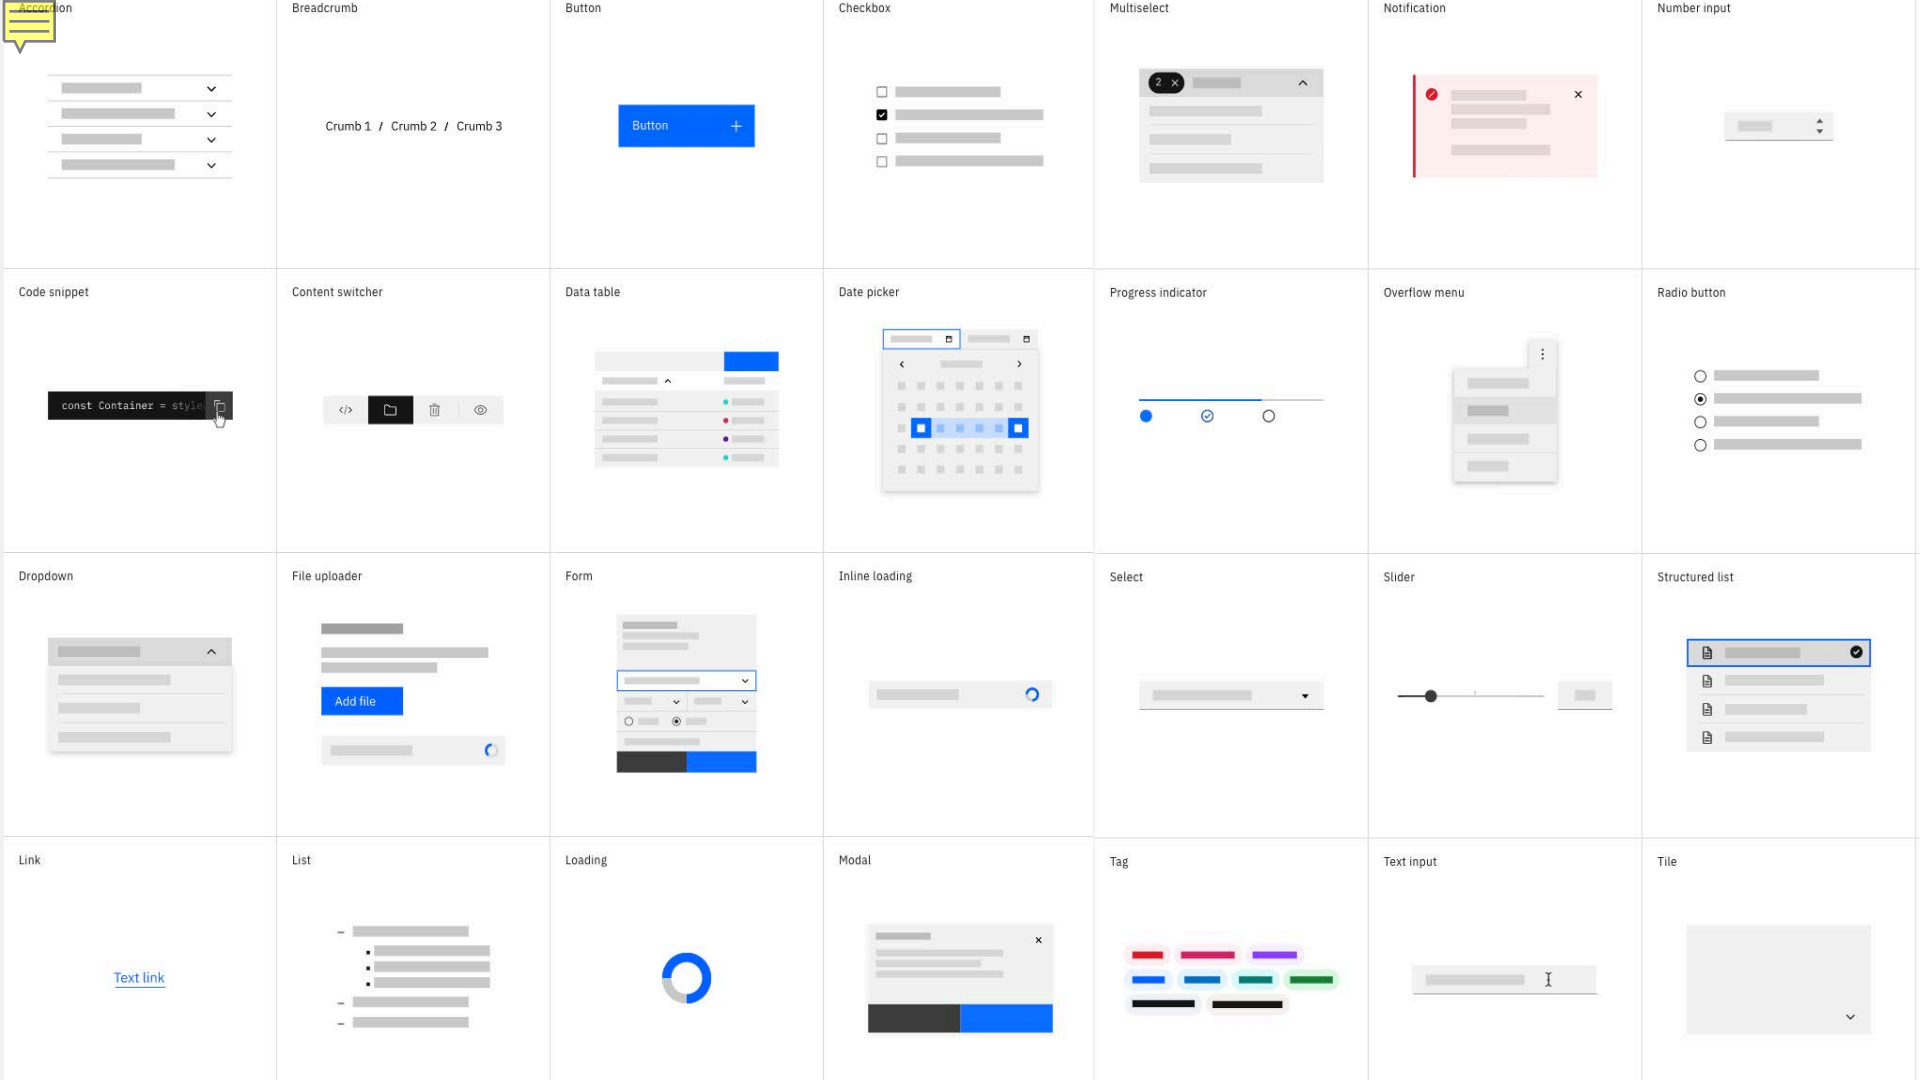 Accordion
Breadcrumb
Button
Checkbox
Multiselect
Notification
Number input
Crumb 1 / Crumb 2 / Crumb 3
Button
2
Code snippet
Content switcher
Data table
Date picker
Progress indicator
Overflow menu
Radio button
const Container = style
</>
Dropdown
File uploader
Form
Inline loading
Select
Slider
Structured list
Add file
Link
List
Loading
Modal
Tag
Text input
Tile
Text link